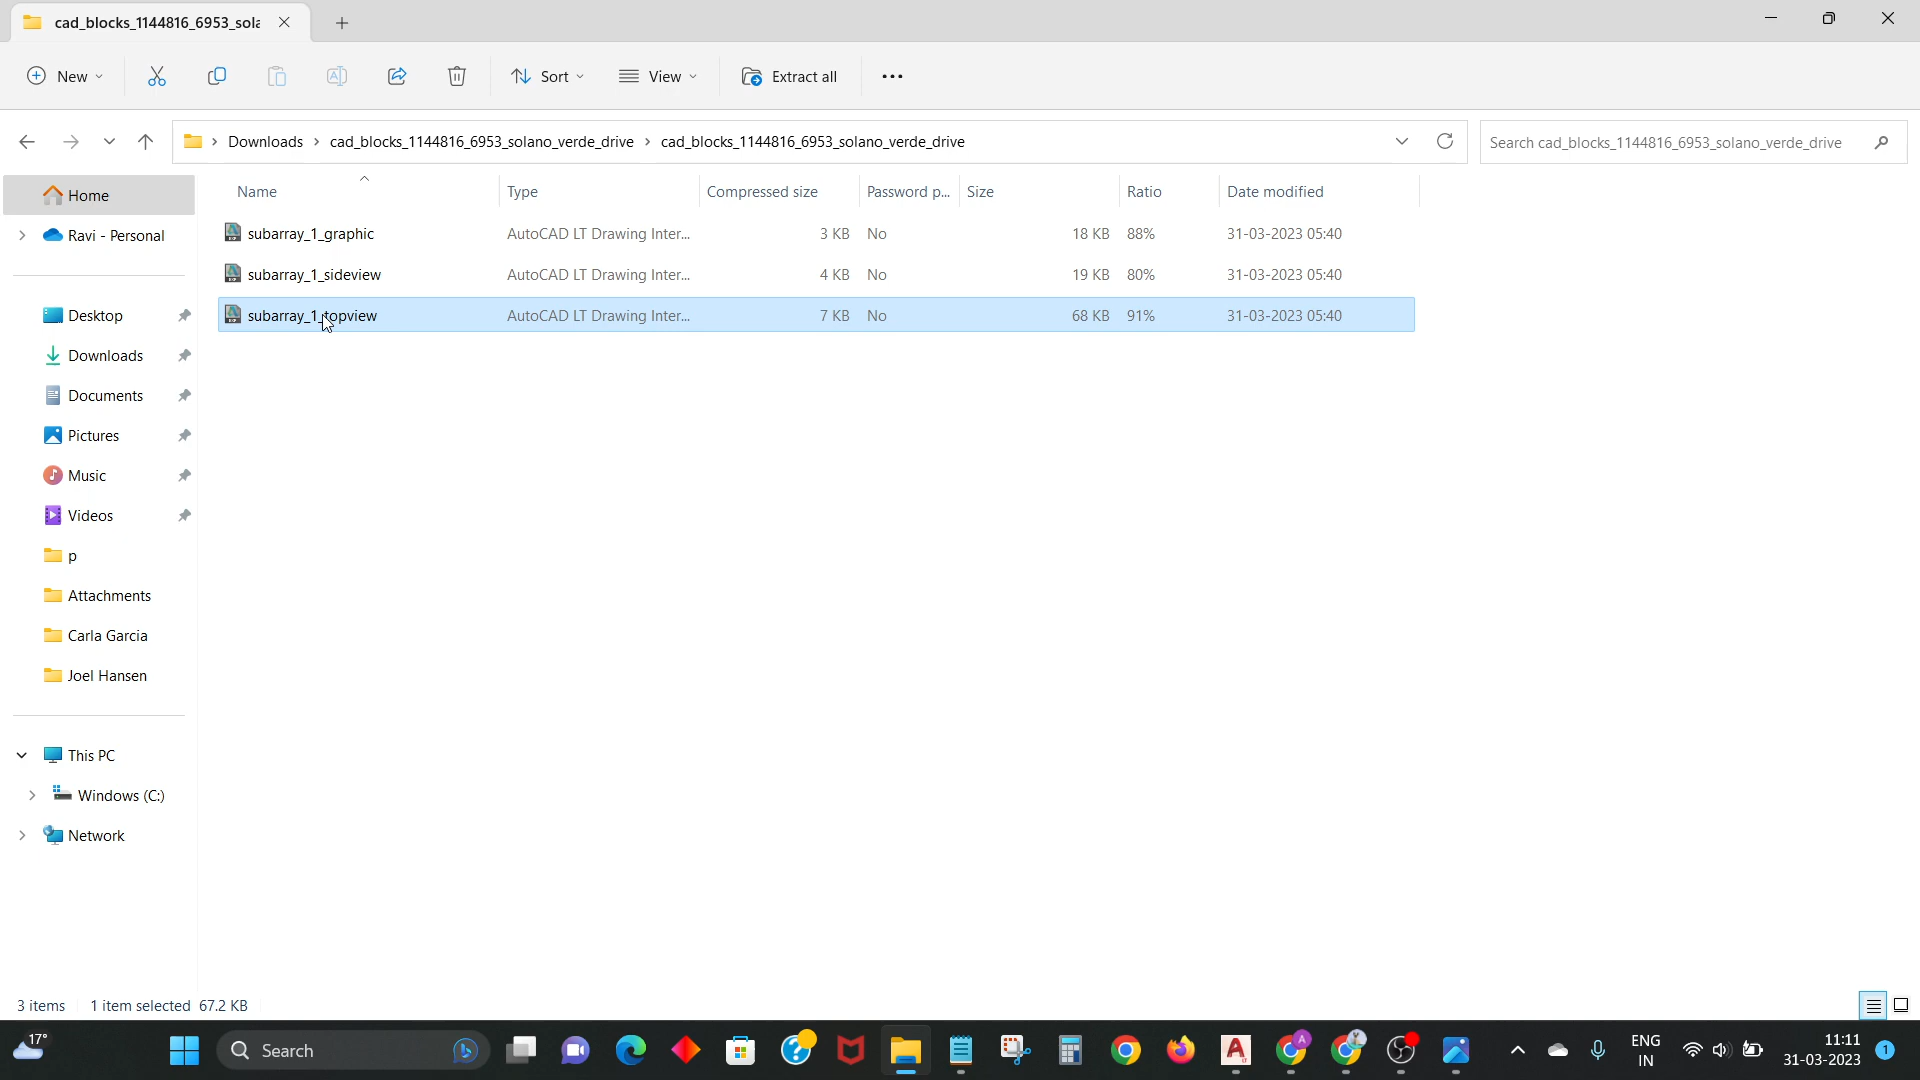 cad_blocks_1144816_6953_sola
New
Sort
View
Extract all
Downloads > cad_blocks_1144816_6953_solano_verde_drive > cad_blocks_1144816_6953_solano_verde_drive
Search cad_blocks_1144816_6953_solano_verde_drive
Name Type Compressed size Password p... Size Ratio Date modified
subarray_1_graphic AutoCAD LT Drawing Inter... 3 KB No 18 KB 88% 31-03-2023 05:40
subarray_1_sideview AutoCAD LT Drawing Inter... 4 KB No 19 KB 80% 31-03-2023 05:40
subarray_1_topview AutoCAD LT Drawing Inter... 7 KB No 68 KB 91% 31-03-2023 05:40
Home
Ravi - Personal
Desktop
Downloads
Documents
Pictures
Music
Videos
p
Attachments
Carla Garcia
Joel Hansen
This PC
Windows (C:)
Network
3 items 1 item selected 67.2 KB
17°
Search
ENG
IN
11:11
31-03-2023
1